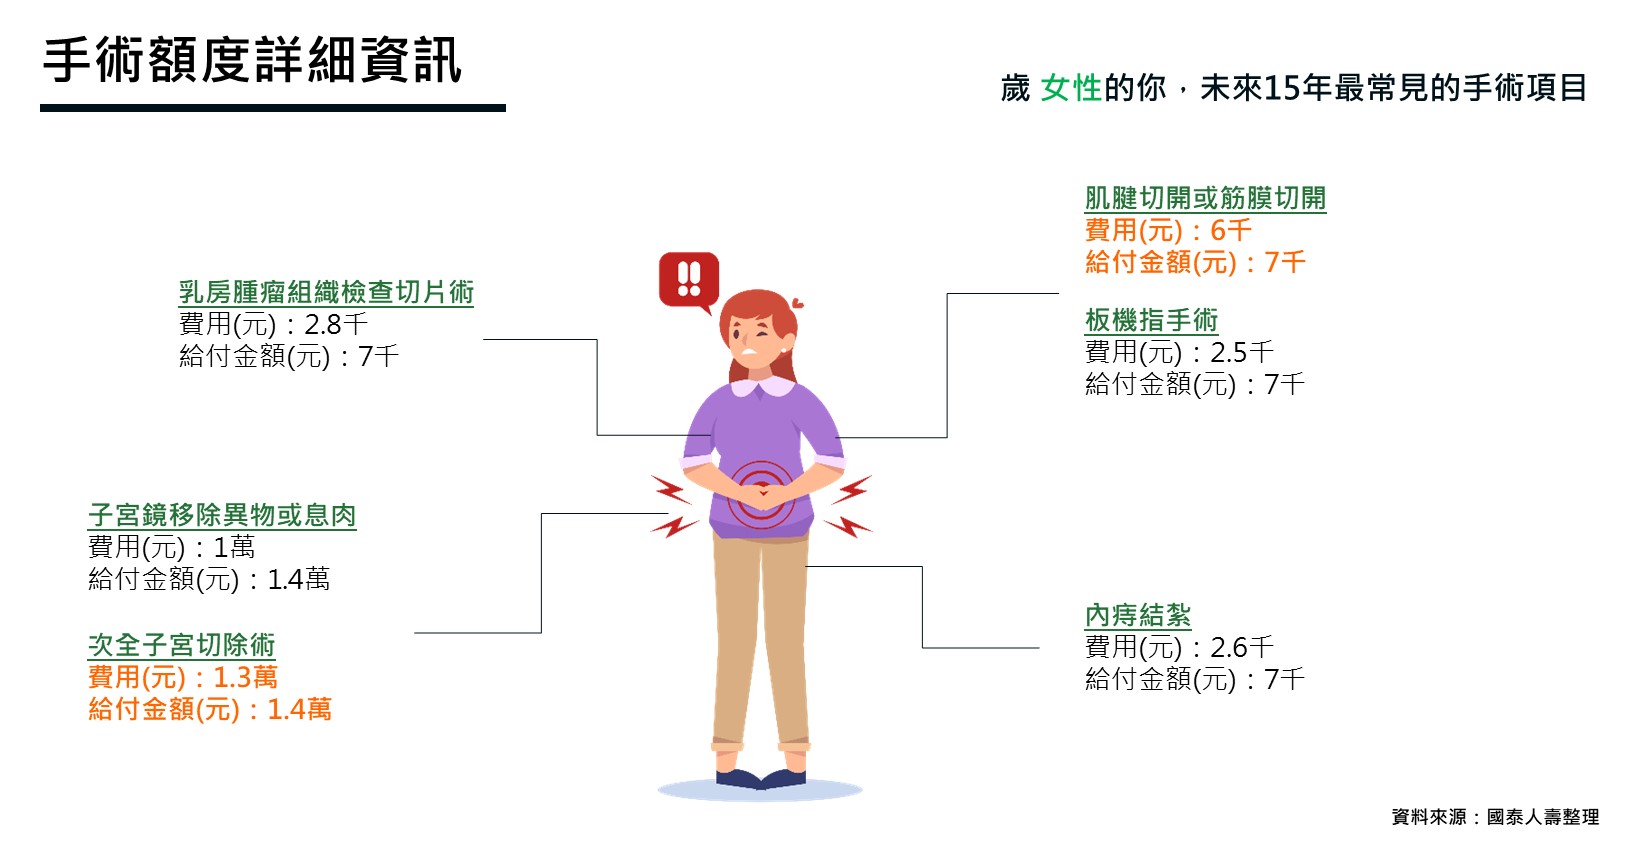 手術額度詳細資訊
歲 女性的你，未來15年最常見的手術項目
乳房腫瘤組織檢查切片術
費用(元)：2.8千
給付金額(元)：7千
子宮鏡移除異物或息肉
費用(元)：1萬
給付金額(元)：1.4萬
次全子宮切除術
費用(元)：1.3萬
給付金額(元)：1.4萬
肌腱切開或筋膜切開
費用(元)：6千
給付金額(元)：7千
板機指手術
費用(元)：2.5千
給付金額(元)：7千
內痔結紮
費用(元)：2.6千
給付金額(元)：7千
資料來源：國泰人壽整理